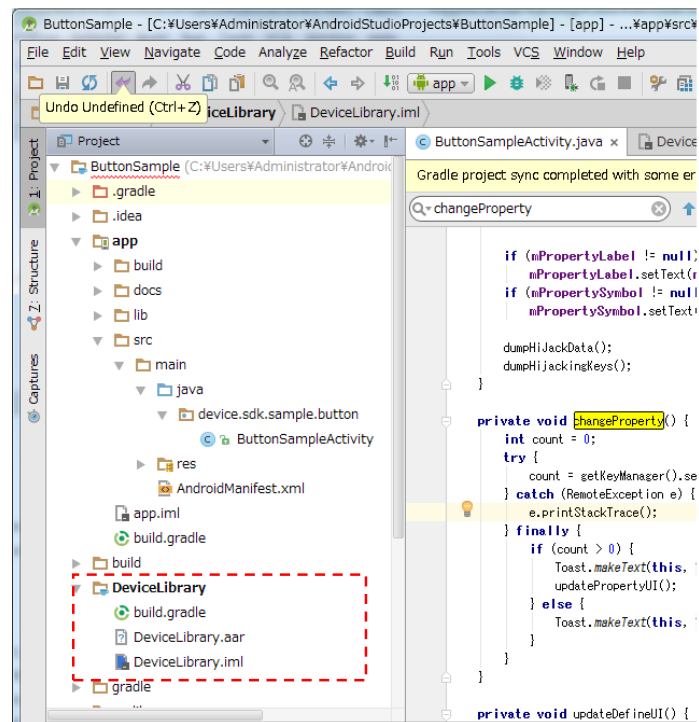 ButtonSample - [C:¥Users¥Administrator¥AndroidStudioProjects¥ButtonSample] - [app] - ...¥app¥src¥
File Edit View Navigate Code Analyze Refactor Build Run Tools VCS Window Help
app
Undo Undefined (Ctrl+Z)
iceLibrary DeviceLibrary.iml
1: Project
Z: Structure
Captures
Project
ButtonSample (C:¥Users¥Administrator¥Androi
.gradle
.idea
app
build
docs
lib
src
main
java
device.sdk.sample.button
ButtonSampleActivity
res
AndroidManifest.xml
app.iml
build.gradle
build
DeviceLibrary
build.gradle
DeviceLibrary.aar
DeviceLibrary.iml
gradle
ButtonSampleActivity.java
Device
Gradle project sync completed with some er
changeProperty
if (mPropertyLabel != null)
mPropertyLabel.setText(
if (mPropertySymbol != null
mPropertySymbol.setText
dumpHiJackData();
dumpHijackingKeys();
}
private void changeProperty() {
int count = 0;
try {
count = getKeyManager().se
} catch (RemoteException e) {
e.printStackTrace();
} finally {
if (count > 0) {
Toast.makeText(this,
updatePropertyUI();
} else {
Toast.makeText(this,
}
}
}
private void updateDefineUI() {